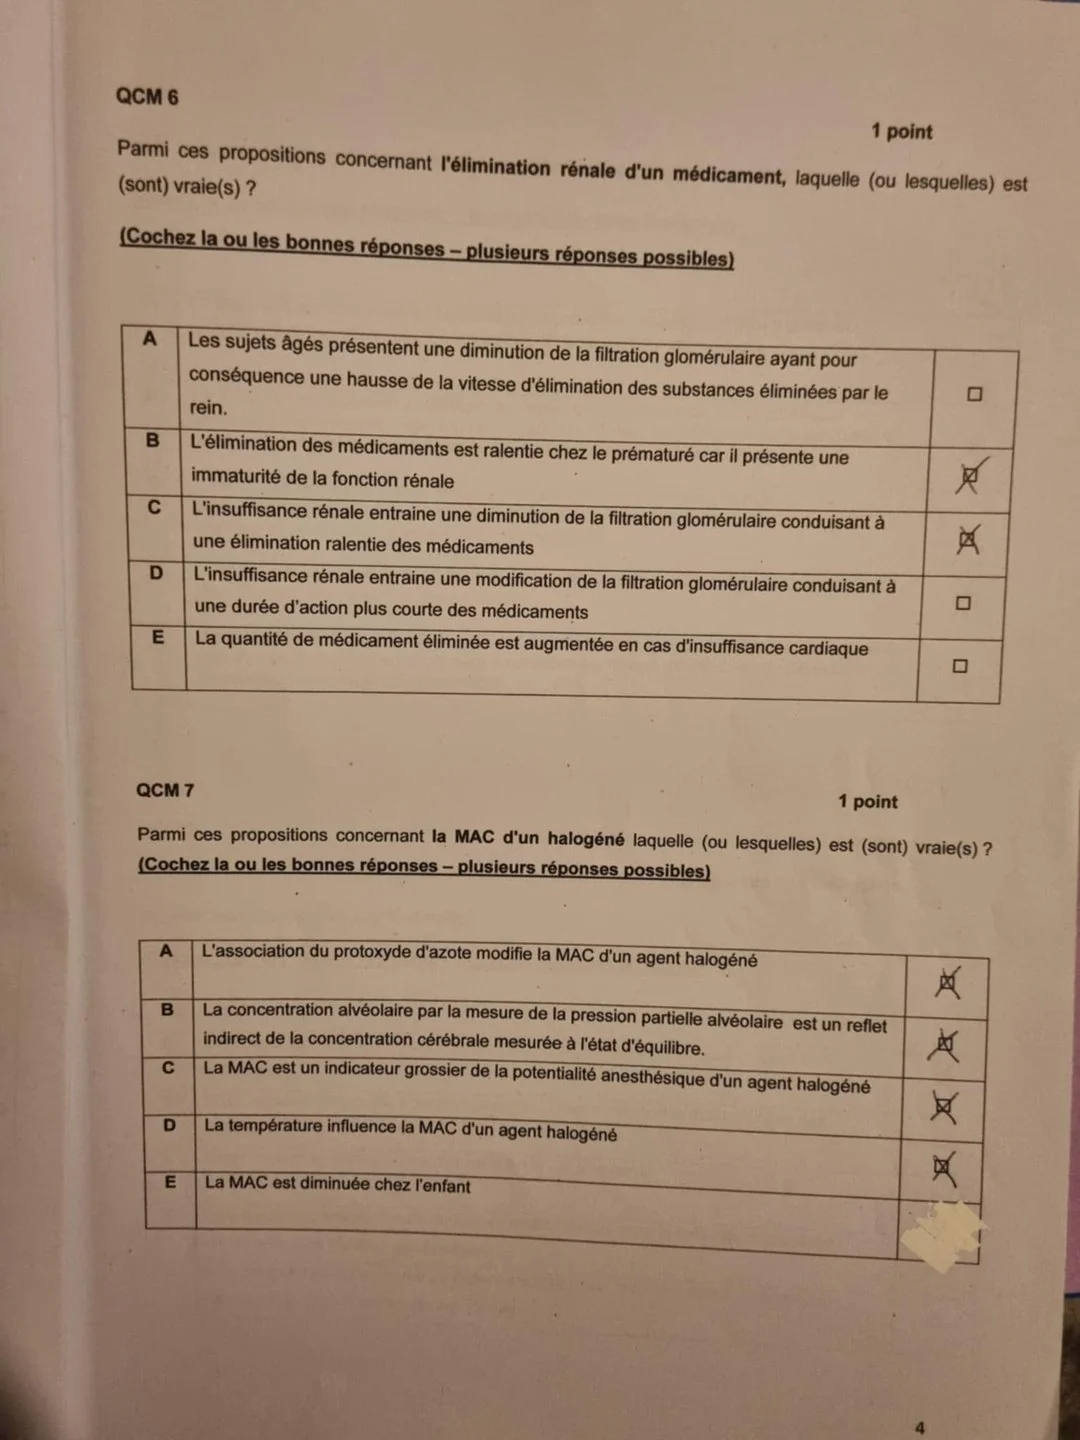 QCM 6
1 point
Parmi ces propositions concernant l'élimination rénale d'un médicament, laquelle (ou lesquelles) est
(sont) vraie(s) ?
(Cochez la ou les bonnes réponses – plusieurs réponses possibles)
A Les sujets âgés présentent une diminution de la filtration glomérulaire ayant pour
conséquence une hausse de la vitesse d'élimination des substances éliminées par le
rein.
B L'élimination des médicaments est ralentie chez le prématuré car il présente une
immaturité de la fonction rénale
C L'insuffisance rénale entraine une diminution de la filtration glomérulaire conduisant à
une élimination ralentie des médicaments
D L'insuffisance rénale entraine une modification de la filtration glomérulaire conduisant à
une durée d'action plus courte des médicaments
E La quantité de médicament éliminée est augmentée en cas d'insuffisance cardiaque
QCM 7
1 point
Parmi ces propositions concernant la MAC d'un halogéné laquelle (ou lesquelles) est (sont) vraie(s) ?
(Cochez la ou les bonnes réponses – plusieurs réponses possibles)
A L'association du protoxyde d'azote modifie la MAC d'un agent halogéné
B La concentration alvéolaire par la mesure de la pression partielle alvéolaire est un reflet
indirect de la concentration cérébrale mesurée à l'état d'équilibre.
C La MAC est un indicateur grossier de la potentialité anesthésique d'un agent halogéné
D La température influence la MAC d'un agent halogéné
E La MAC est diminuée chez l'enfant
4